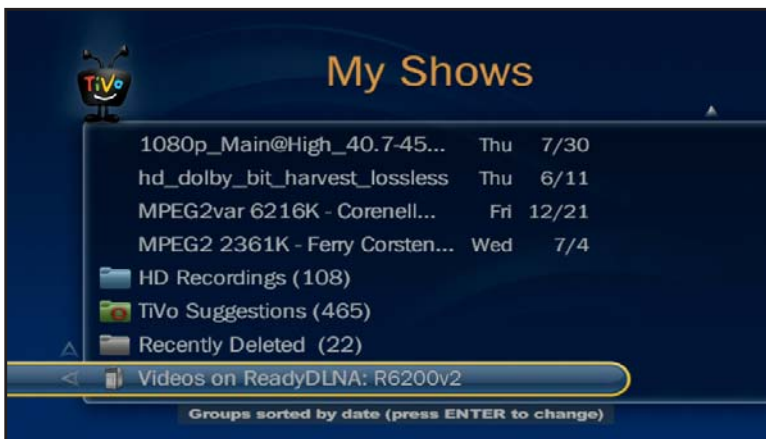 TiVo
My Shows
1080p_Main@High_40.7-45... Thu 7/30
hd_dolby_bit_harvest_lossless Thu 6/11
MPEG2var 6216K - Corenell... Fri 12/21
MPEG2 2361K - Ferry Corsten... Wed 7/4
HD Recordings (108)
TiVo Suggestions (465)
Recently Deleted (22)
Videos on ReadyDLNA: R6200v2
Groups sorted by date (press ENTER to change)